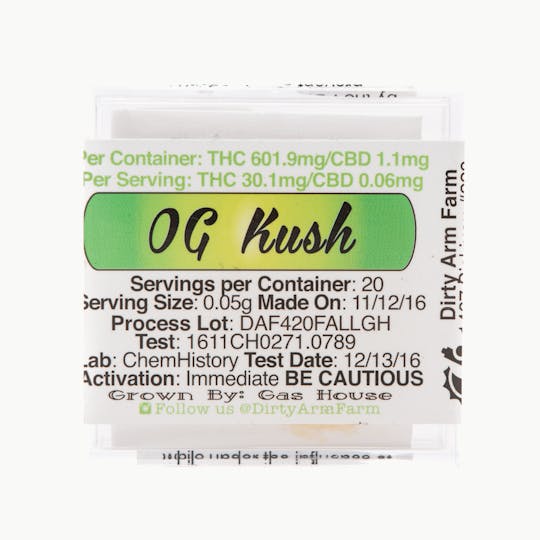 Per Container: THC 601.9mg/CBD 1.1mg
Per Serving: THC 30.1mg/CBD 0.06mg
OG Kush
Servings per Container: 20
Serving Size: 0.05g Made On: 11/12/16
Process Lot: DAF420FALLGH
Test: 1611CH0271.0789
Lab: ChemHistory Test Date: 12/13/16
Activation: Immediate BE CAUTIOUS
Grown By: Gas House
Follow us @DirtyArmFarm
Dirty Arm Farm